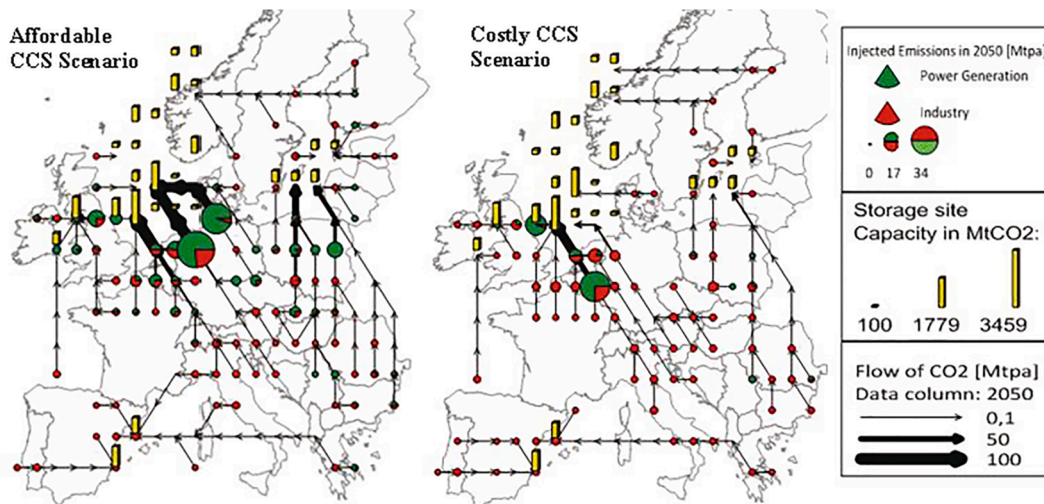 Affordable
CCS Scenario
Costly CCS
Scenario
Injected Emissions in 2050 [Mtpa]
Power Generation
Industry
0 17 34
Storage site
Capacity in MtCO2:
100 1779 3459
Flow of CO2 [Mtpa]
Data column: 2050
0,1
50
100